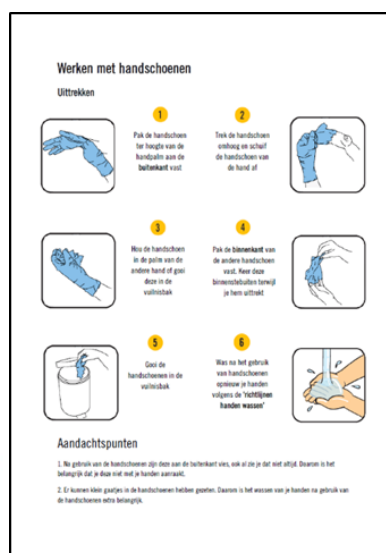 Werken met handschoenen
Uittrekken
1
Pak de handschoen
ter hoogte van de
handpalm aan de
buitenkant vast
2
Trek de handschoen
omhoog en schuif
de handschoen van
de hand af
3
Hou de handschoen
in de palm van de
andere hand of gooi
deze in de
vuilnisbak
4
Pak de binnenkant van
de andere handschoen
vast. Keer deze
binnenstebuiten terwijl
je hem uittrekt
5
Gooi de
handschoenen in de
vuilnisbak
6
Was na het gebruik
van handschoenen
opnieuw je handen
volgens de 'richtlijnen
handen wassen'
Aandachtspunten
1. Na gebruik van de handschoenen zijn deze aan de buitenkant vies, ook al zie je dat niet altijd. Daarom is het
belangrijk dat je deze niet met je handen aanraakt.
2. Er kunnen klein gaatjes in de handschoenen hebben gezeten. Daarom is het wassen van je handen na gebruik van
de handschoenen extra belangrijk.